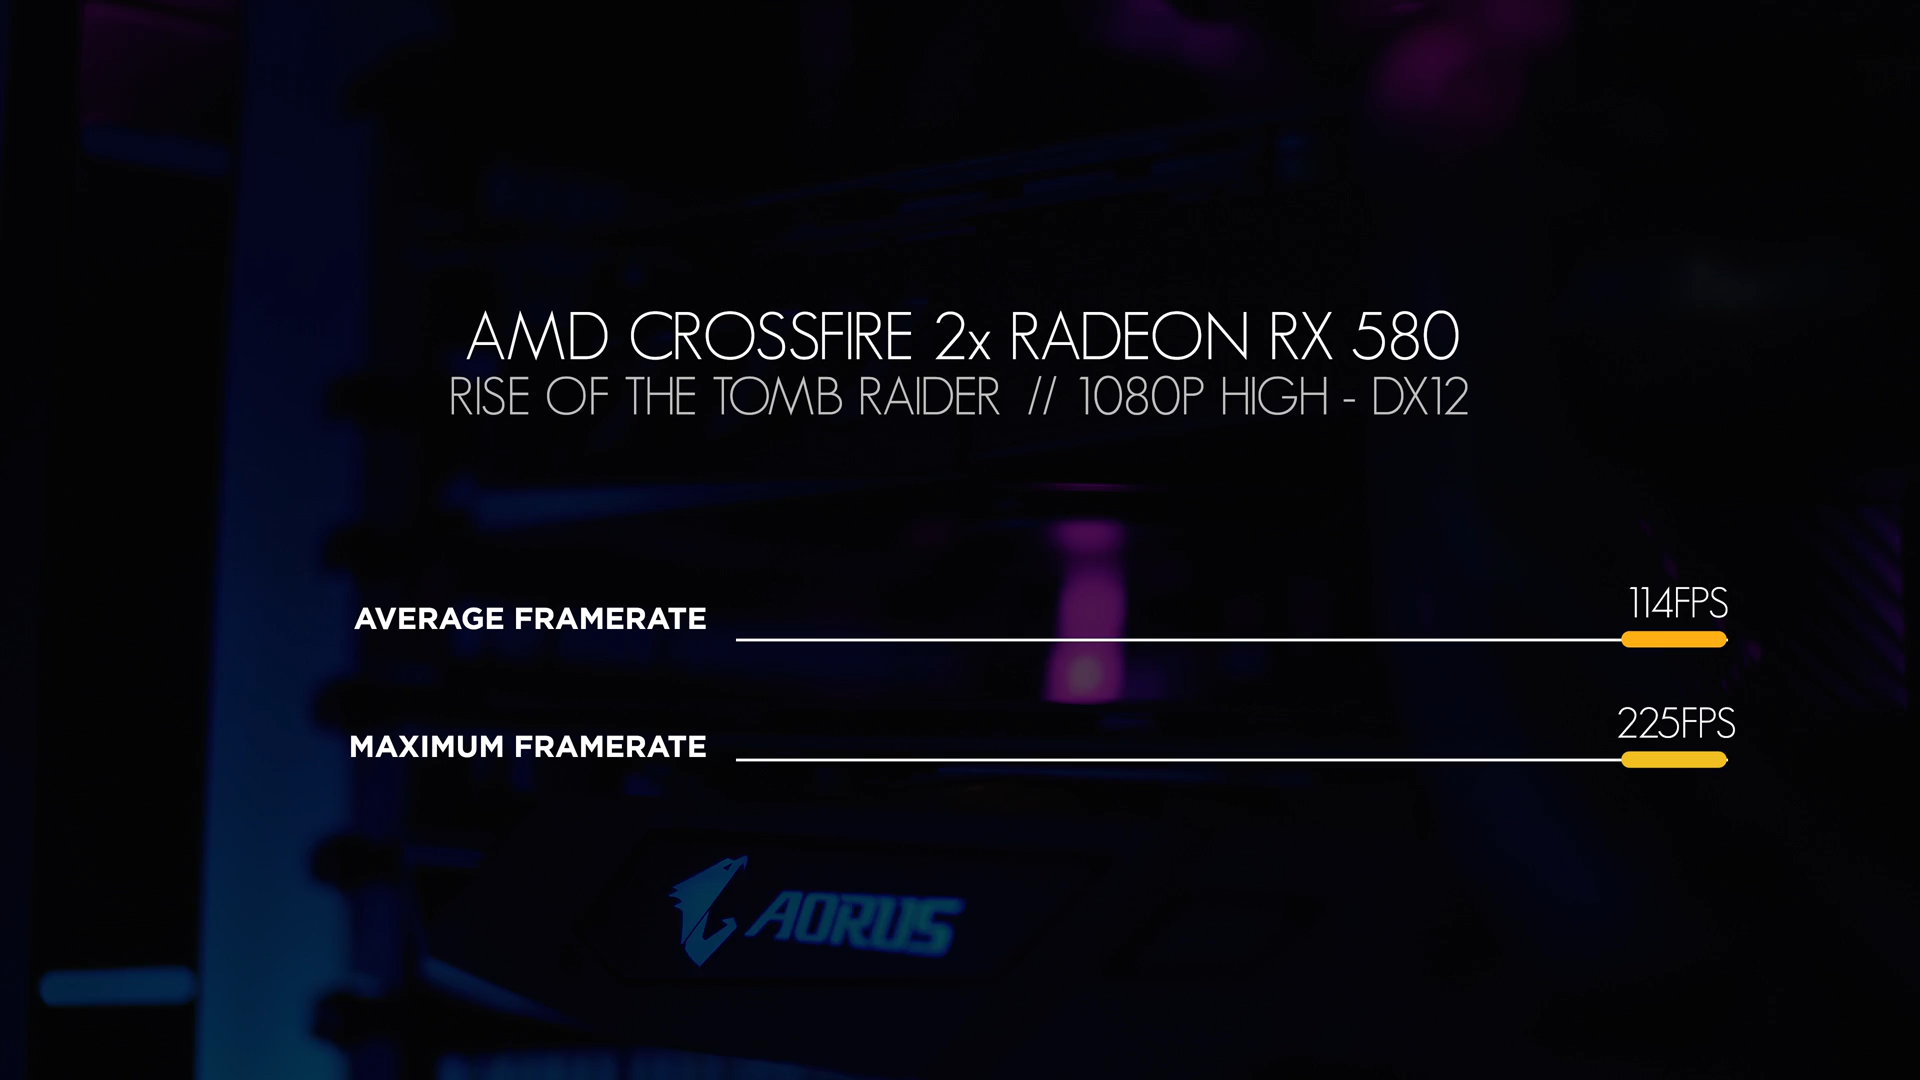 AMD CROSSFIRE 2x RADEON RX 580
RISE OF THE TOMB RAIDER // 1080P HIGH - DX12
AVERAGE FRAMERATE 114FPS
MAXIMUM FRAMERATE 225FPS
AORUS